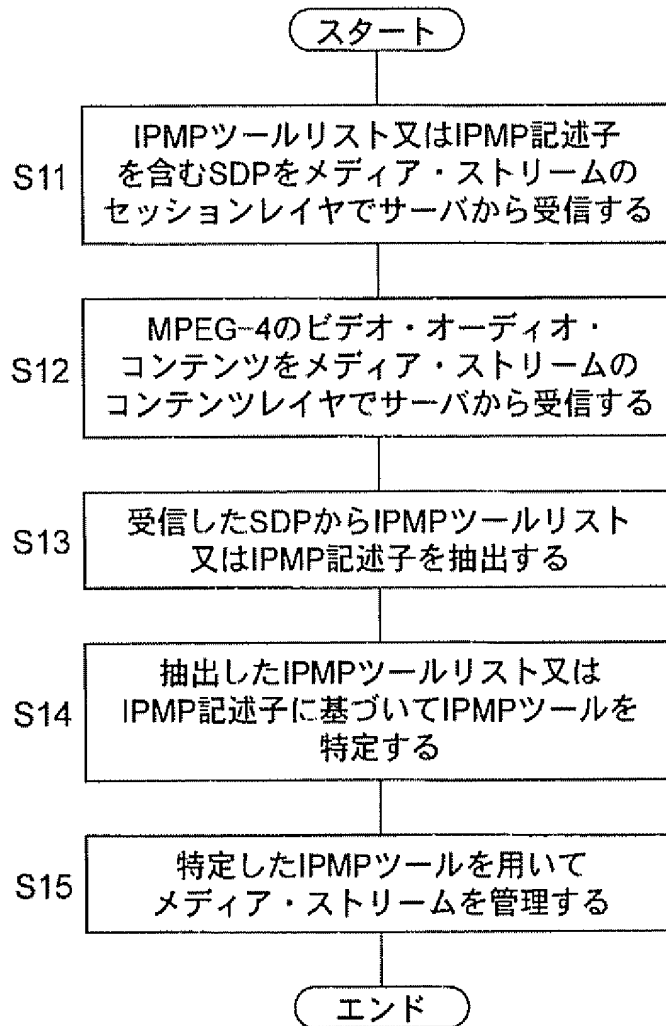 スタート
S11
IPMPツールリスト又はIPMP記述子
を含むSDPをメディア・ストリームの
セッションレイヤでサーバから受信する
S12
MPEG-4のビデオ・オーディオ・
コンテンツをメディア・ストリームの
コンテンツレイヤでサーバから受信する
S13
受信したSDPからIPMPツールリスト
又はIPMP記述子を抽出する
S14
抽出したIPMPツールリスト又は
IPMP記述子に基づいてIPMPツールを
特定する
S15
特定したIPMPツールを用いて
メディア・ストリームを管理する
エンド